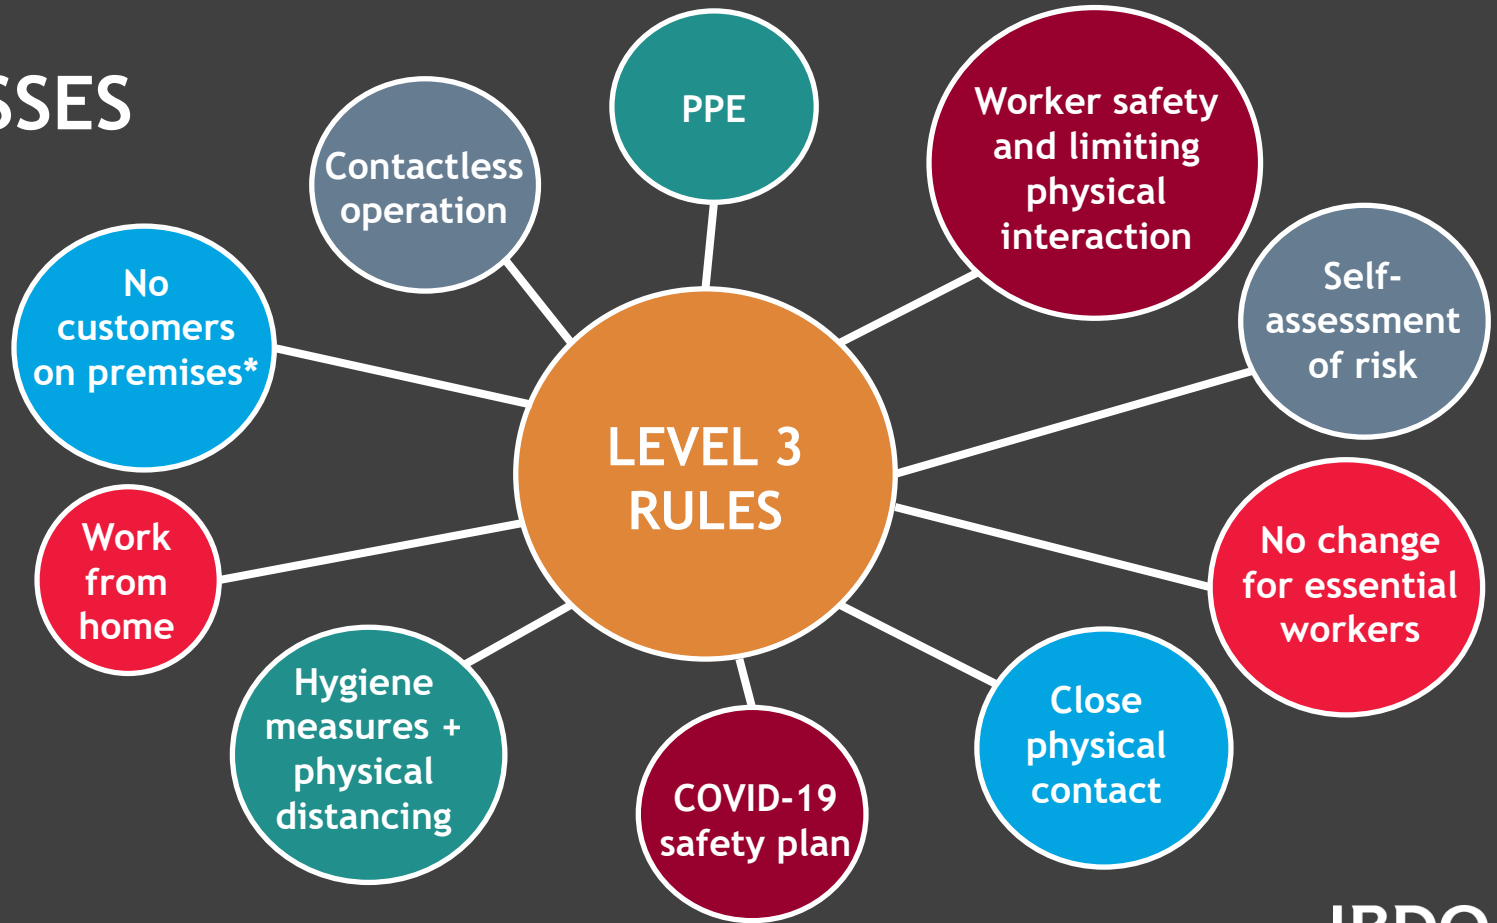 SSES
PPE
Contactless
operation
Worker safety
and limiting
physical
interaction
No
customers
on premises*
Self-
assessment
of risk
LEVEL 3
RULES
Work
from
home
No change
for essential
workers
Hygiene
measures +
physical
distancing
Close
physical
contact
COVID-19
safety plan